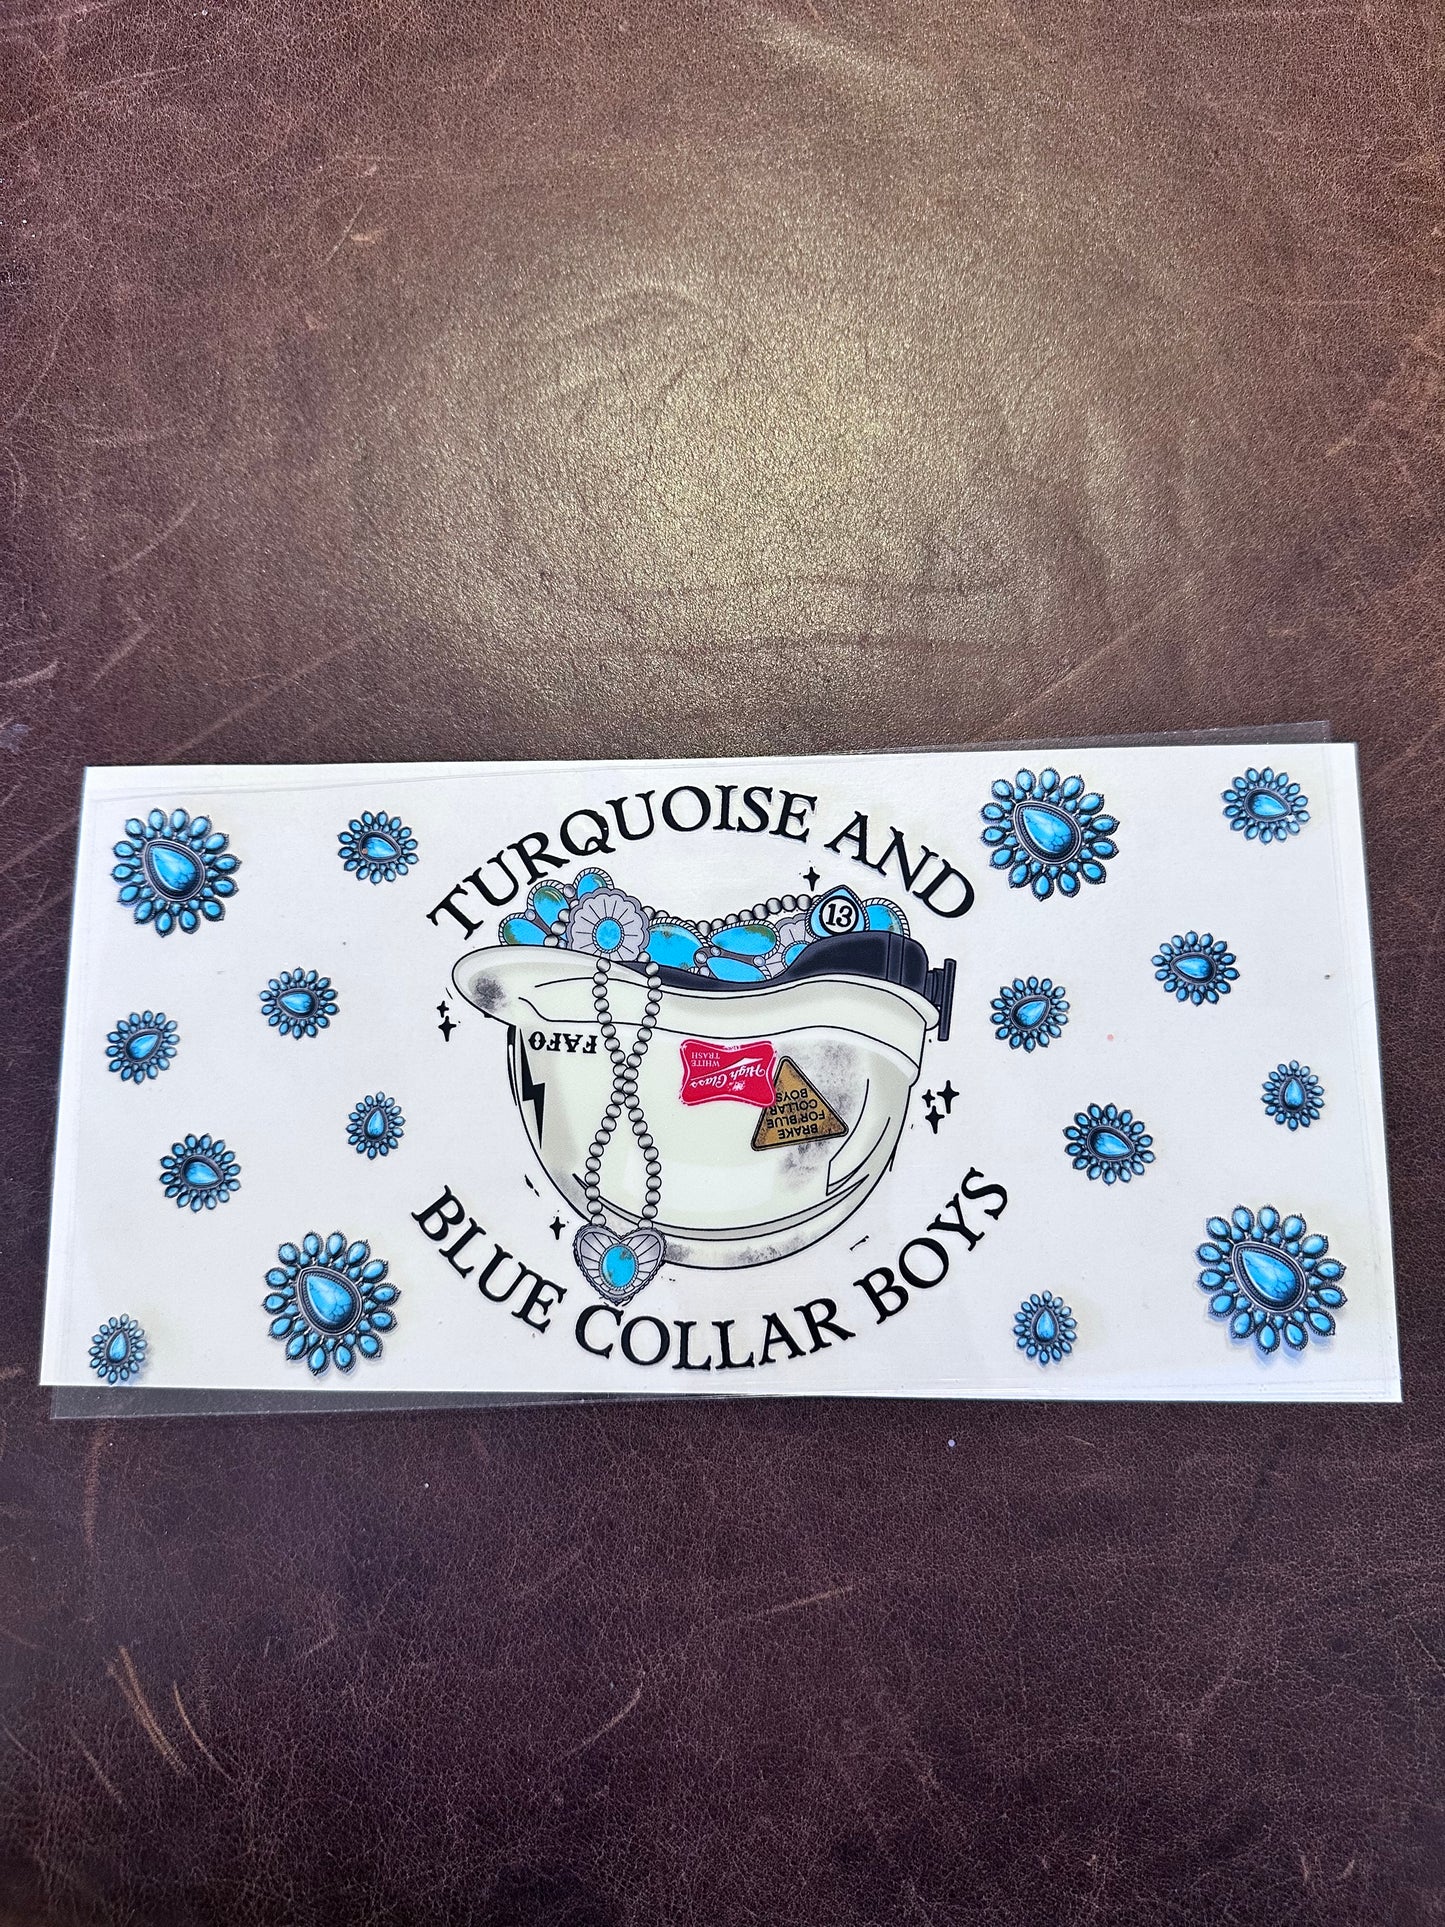 TURQUOISE AND
13
FAFO
High Class
WHITE
TRASH
BRAKE
FOR BLUE
COLLAR
BOYS
BLUE COLLAR BOYS